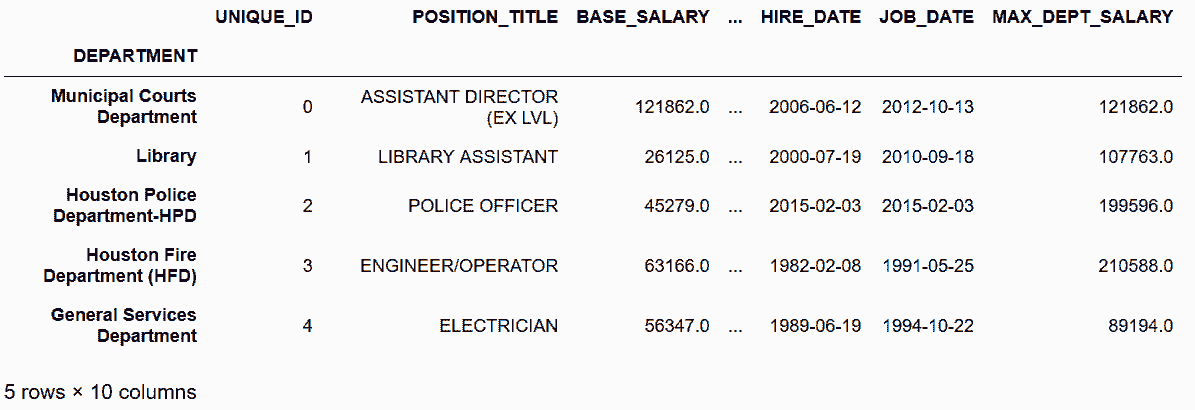 UNIQUE_ID POSITION_TITLE BASE_SALARY ... HIRE_DATE JOB_DATE MAX_DEPT_SALARY
DEPARTMENT
Municipal Courts
Department 0 ASSISTANT DIRECTOR
(EX LVL) 121862.0 ... 2006-06-12 2012-10-13 121862.0
Library 1 LIBRARY ASSISTANT 26125.0 ... 2000-07-19 2010-09-18 107763.0
Houston Police
Department-HPD 2 POLICE OFFICER 45279.0 ... 2015-02-03 2015-02-03 199596.0
Houston Fire
Department (HFD) 3 ENGINEER/OPERATOR 63166.0 ... 1982-02-08 1991-05-25 210588.0
General Services
Department 4 ELECTRICIAN 56347.0 ... 1989-06-19 1994-10-22 89194.0
5 rows × 10 columns